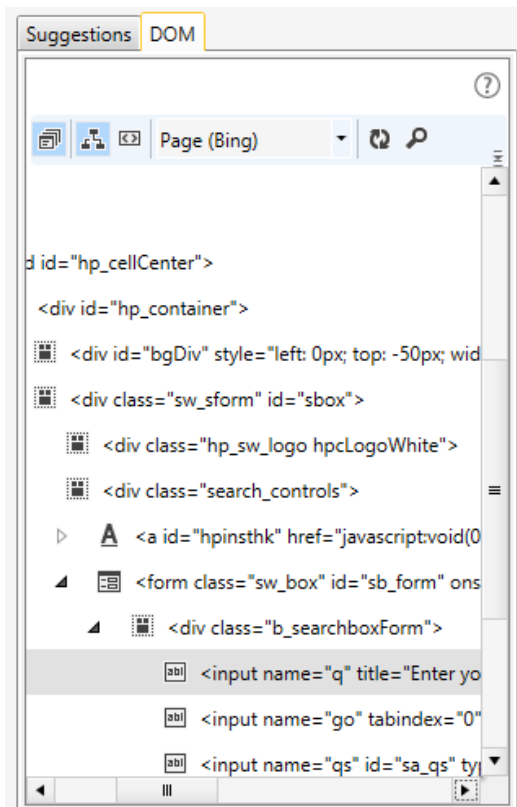 Suggestions DOM
?
Page (Bing)
d id="hp_cellCenter">
<div id="hp_container">
<div id="bgDiv" style="left: 0px; top: -50px; wid
<div class="sw_sform" id="sbox">
<div class="hp_sw_logo hpcLogoWhite">
<div class="search_controls">
A <a id="hpinsthk" href="javascript:void(0
<form class="sw_box" id="sb_form" ons
<div class="b_searchboxForm">
abl <input name="q" title="Enter yo
abl <input name="go" tabindex="0"
abl <input name="qs" id="sa_qs" typ